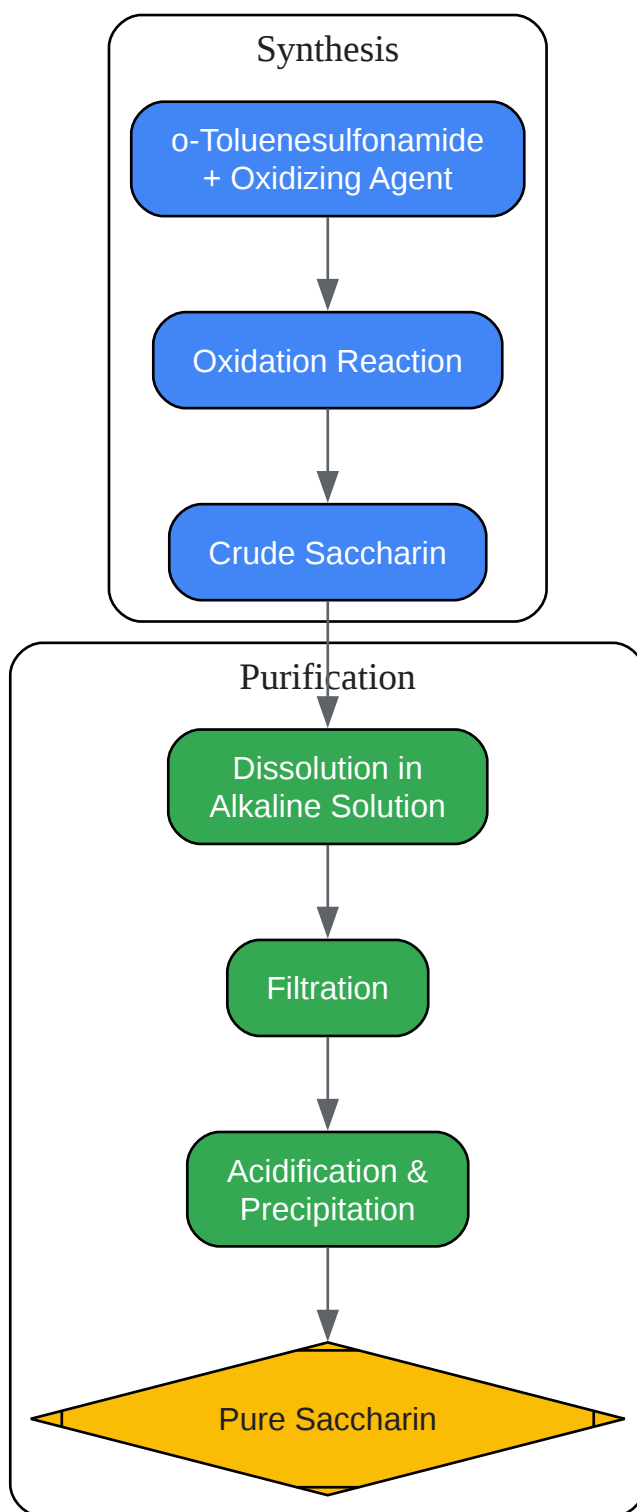 Synthesis
o-Toluenesulfonamide
+ Oxidizing Agent
Oxidation Reaction
Crude Saccharin
Purification
Dissolution in
Alkaline Solution
Filtration
Acidification &
Precipitation
Pure Saccharin